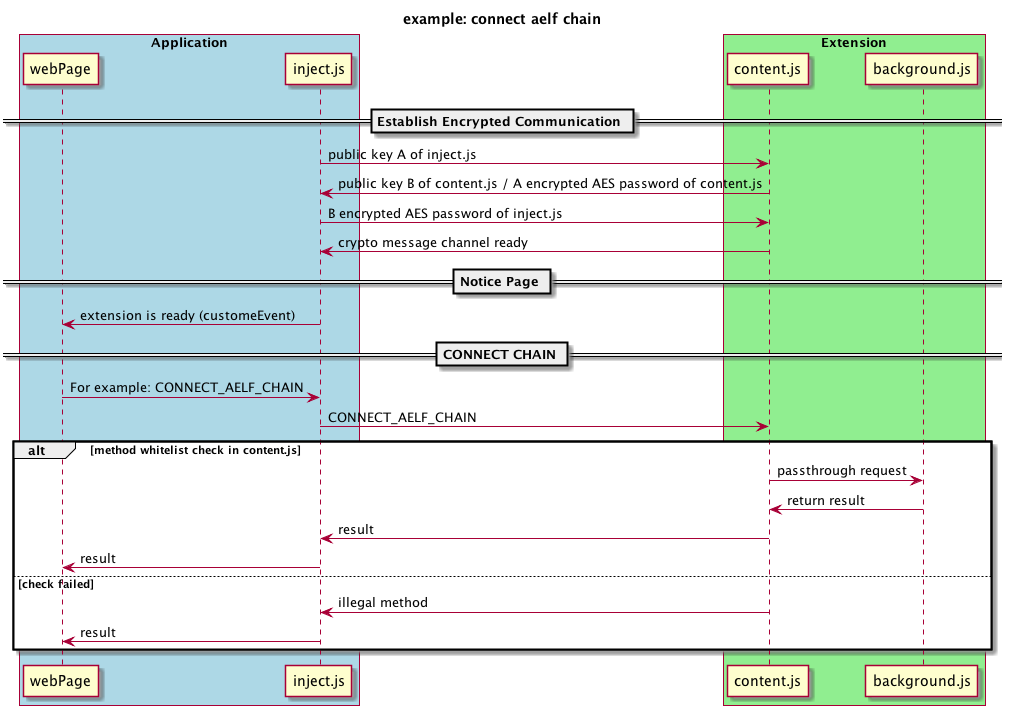 example: connect aelf chain
Application
Extension
webPage
inject.js
content.js
background.js
Establish Encrypted Communication
public key A of inject.js
public key B of content.js / A encrypted AES password of content.js
B encrypted AES password of inject.js
crypto message channel ready
Notice Page
extension is ready (customeEvent)
CONNECT CHAIN
For example: CONNECT_AELF_CHAIN
CONNECT_AELF_CHAIN
alt
[method whitelist check in content.js]
passthrough request
return result
result
result
[check failed]
illegal method
result
webPage
inject.js
content.js
background.js